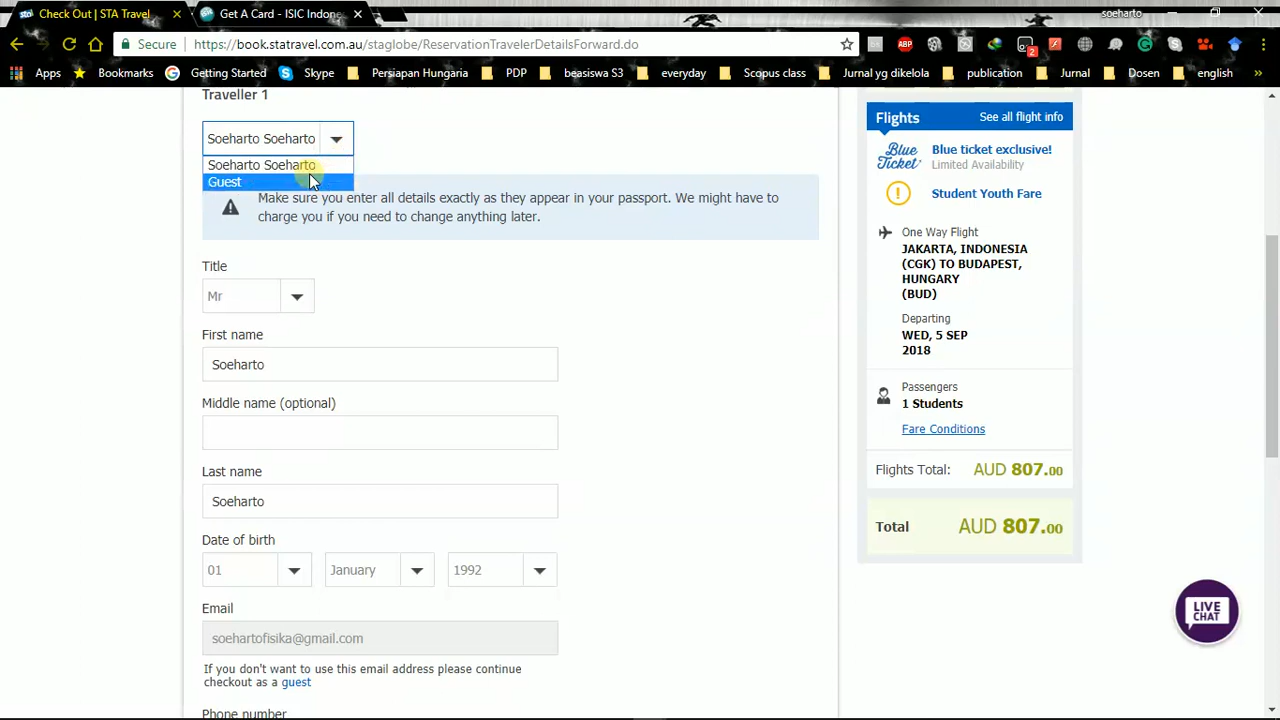 Check Out | STA Travel
Get A Card - ISIC Indone
soeharto
Secure
https://book.statravel.com.au/staglobe/ReservationTravelerDetailsForward.do
ABP
2
Apps
Bookmarks
Getting Started
Skype
Persiapan Hungaria
PDP
beasiswa S3
everyday
Scopus class
Jurnal yg dikelola
publication
Jurnal
Dosen
english
»
Traveller 1
Soeharto Soeharto
Soeharto Soeharto
Guest
Make sure you enter all details exactly as they appear in your passport. We might have to
charge you if you need to change anything later.
Title
Mr
First name
Soeharto
Middle name (optional)
Last name
Soeharto
Date of birth
01
January
1992
Email
soehartofisika@gmail.com
If you don't want to use this email address please continue
checkout as a guest
Phone number
Flights
See all flight info
Blue Ticket
Blue ticket exclusive!
Limited Availability
Student Youth Fare
One Way Flight
JAKARTA, INDONESIA
(CGK) TO BUDAPEST,
HUNGARY
(BUD)
Departing
WED, 5 SEP
2018
Passengers
1 Students
Fare Conditions
Flights Total: AUD 807.00
Total AUD 807.00
LIVE
CHAT